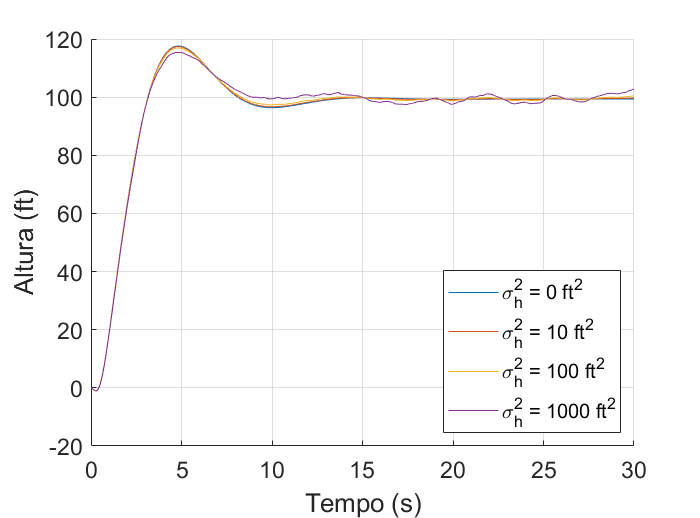 120
100
80
60
40
20
0
-20
Altura (ft)
0 5 10 15 20 25 30
Tempo (s)
σ_h^2 = 0 ft^2
σ_h^2 = 10 ft^2
σ_h^2 = 100 ft^2
σ_h^2 = 1000 ft^2